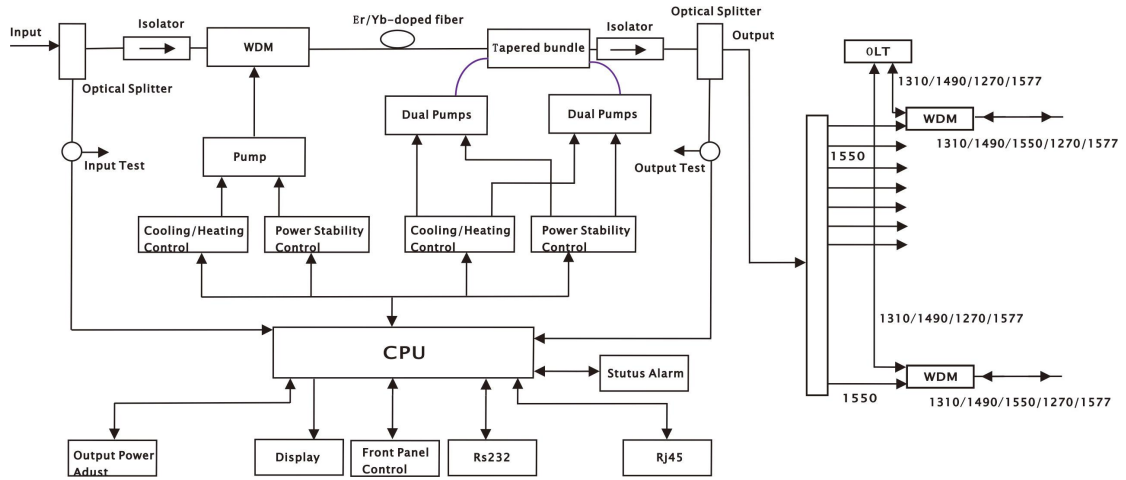 Input
Isolator
WDM
Er/Yb-doped fiber
Tapered bundle
Isolator
Optical Splitter
Output
Optical Splitter
OLT
1310/1490/1270/1577
WDM
1310/1490/1550/1270/1577
1550
Dual Pumps
Dual Pumps
Input Test
Pump
Output Test
Cooling/Heating
Control
Power Stability
Control
Cooling/Heating
Control
Power Stability
Control
1310/1490/1270/1577
CPU
Stutus Alarm
WDM
1550
1310/1490/1550/1270/1577
Output Power
Adust
Display
Front Panel
Control
Rs232
Rj45